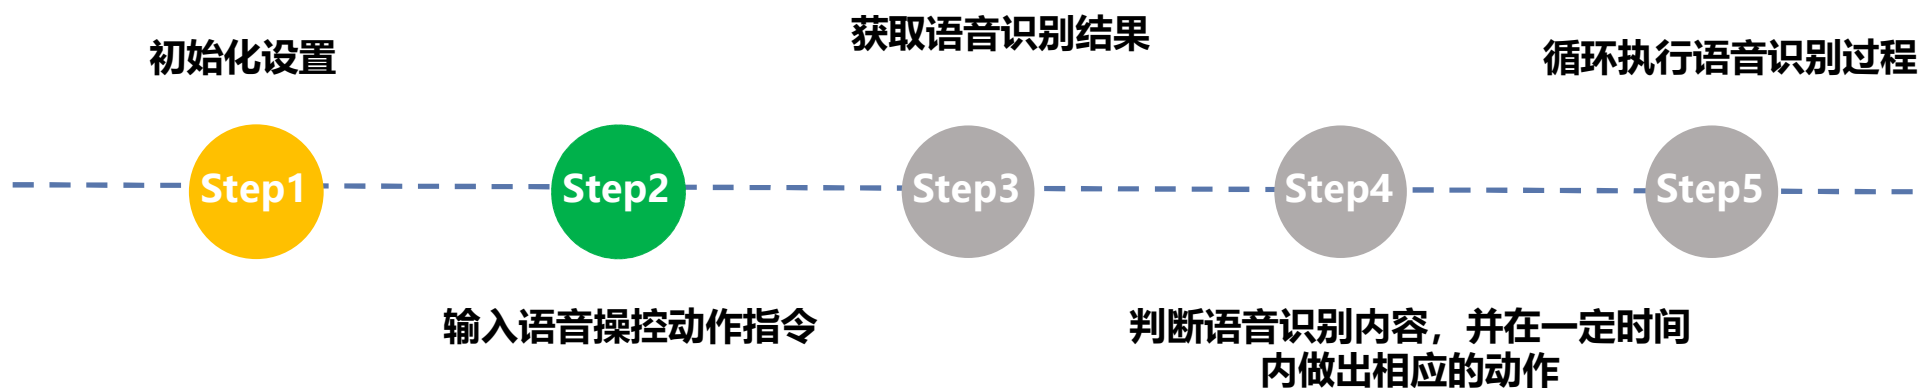 初始化设置
获取语音识别结果
循环执行语音识别过程
Step1
Step2
Step3
Step4
Step5
输入语音操控动作指令
判断语音识别内容，并在一定时间
内做出相应的动作